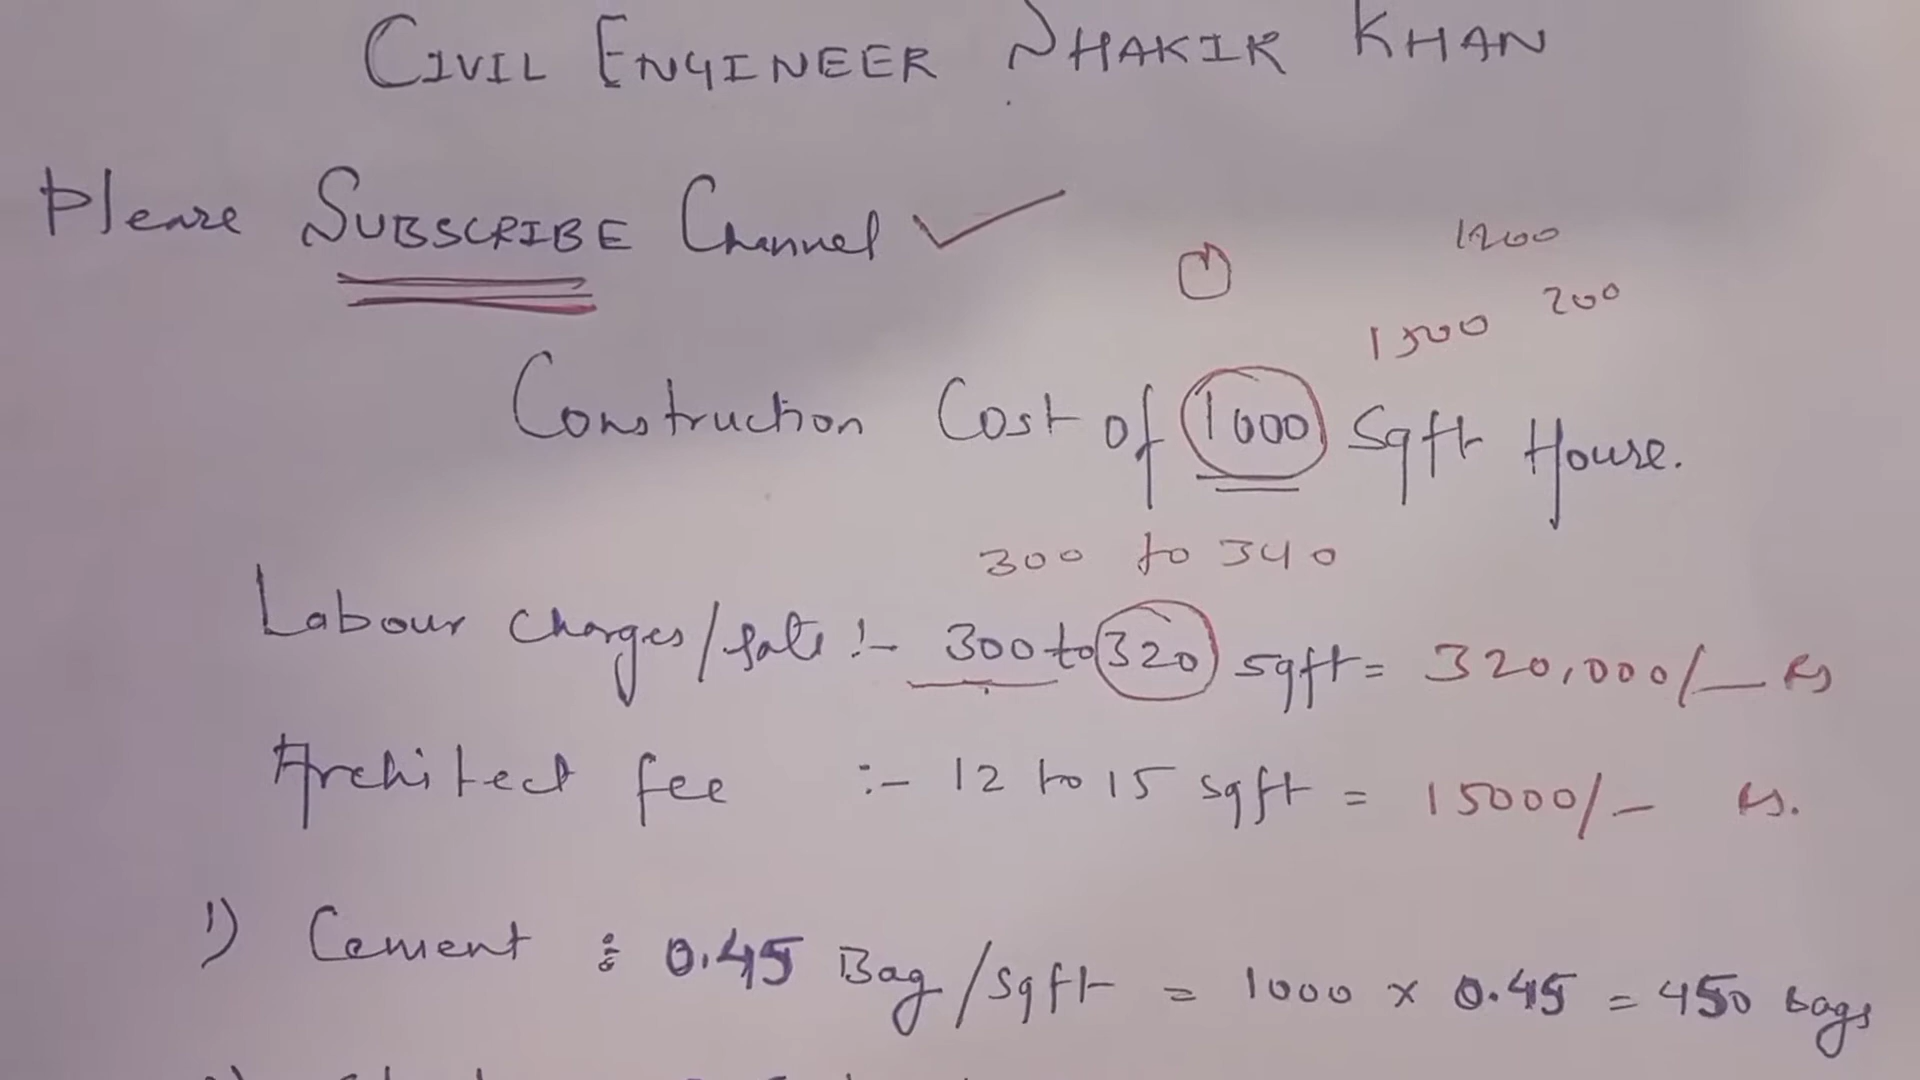 CIVIL ENGINEER SHAKIR KHAN
Please SUBSCRIBE Channel
1200
200
1500
Construction Cost of 1000 Sqft House.
300 to 340
Labour charges/rate :- 300 to 320 sqft = 320,000/- Rs
Architect fee :- 12 to 15 sqft = 15000/- Rs.
1) Cement : 0.45 Bag/sqft = 1000 x 0.45 = 450 bags